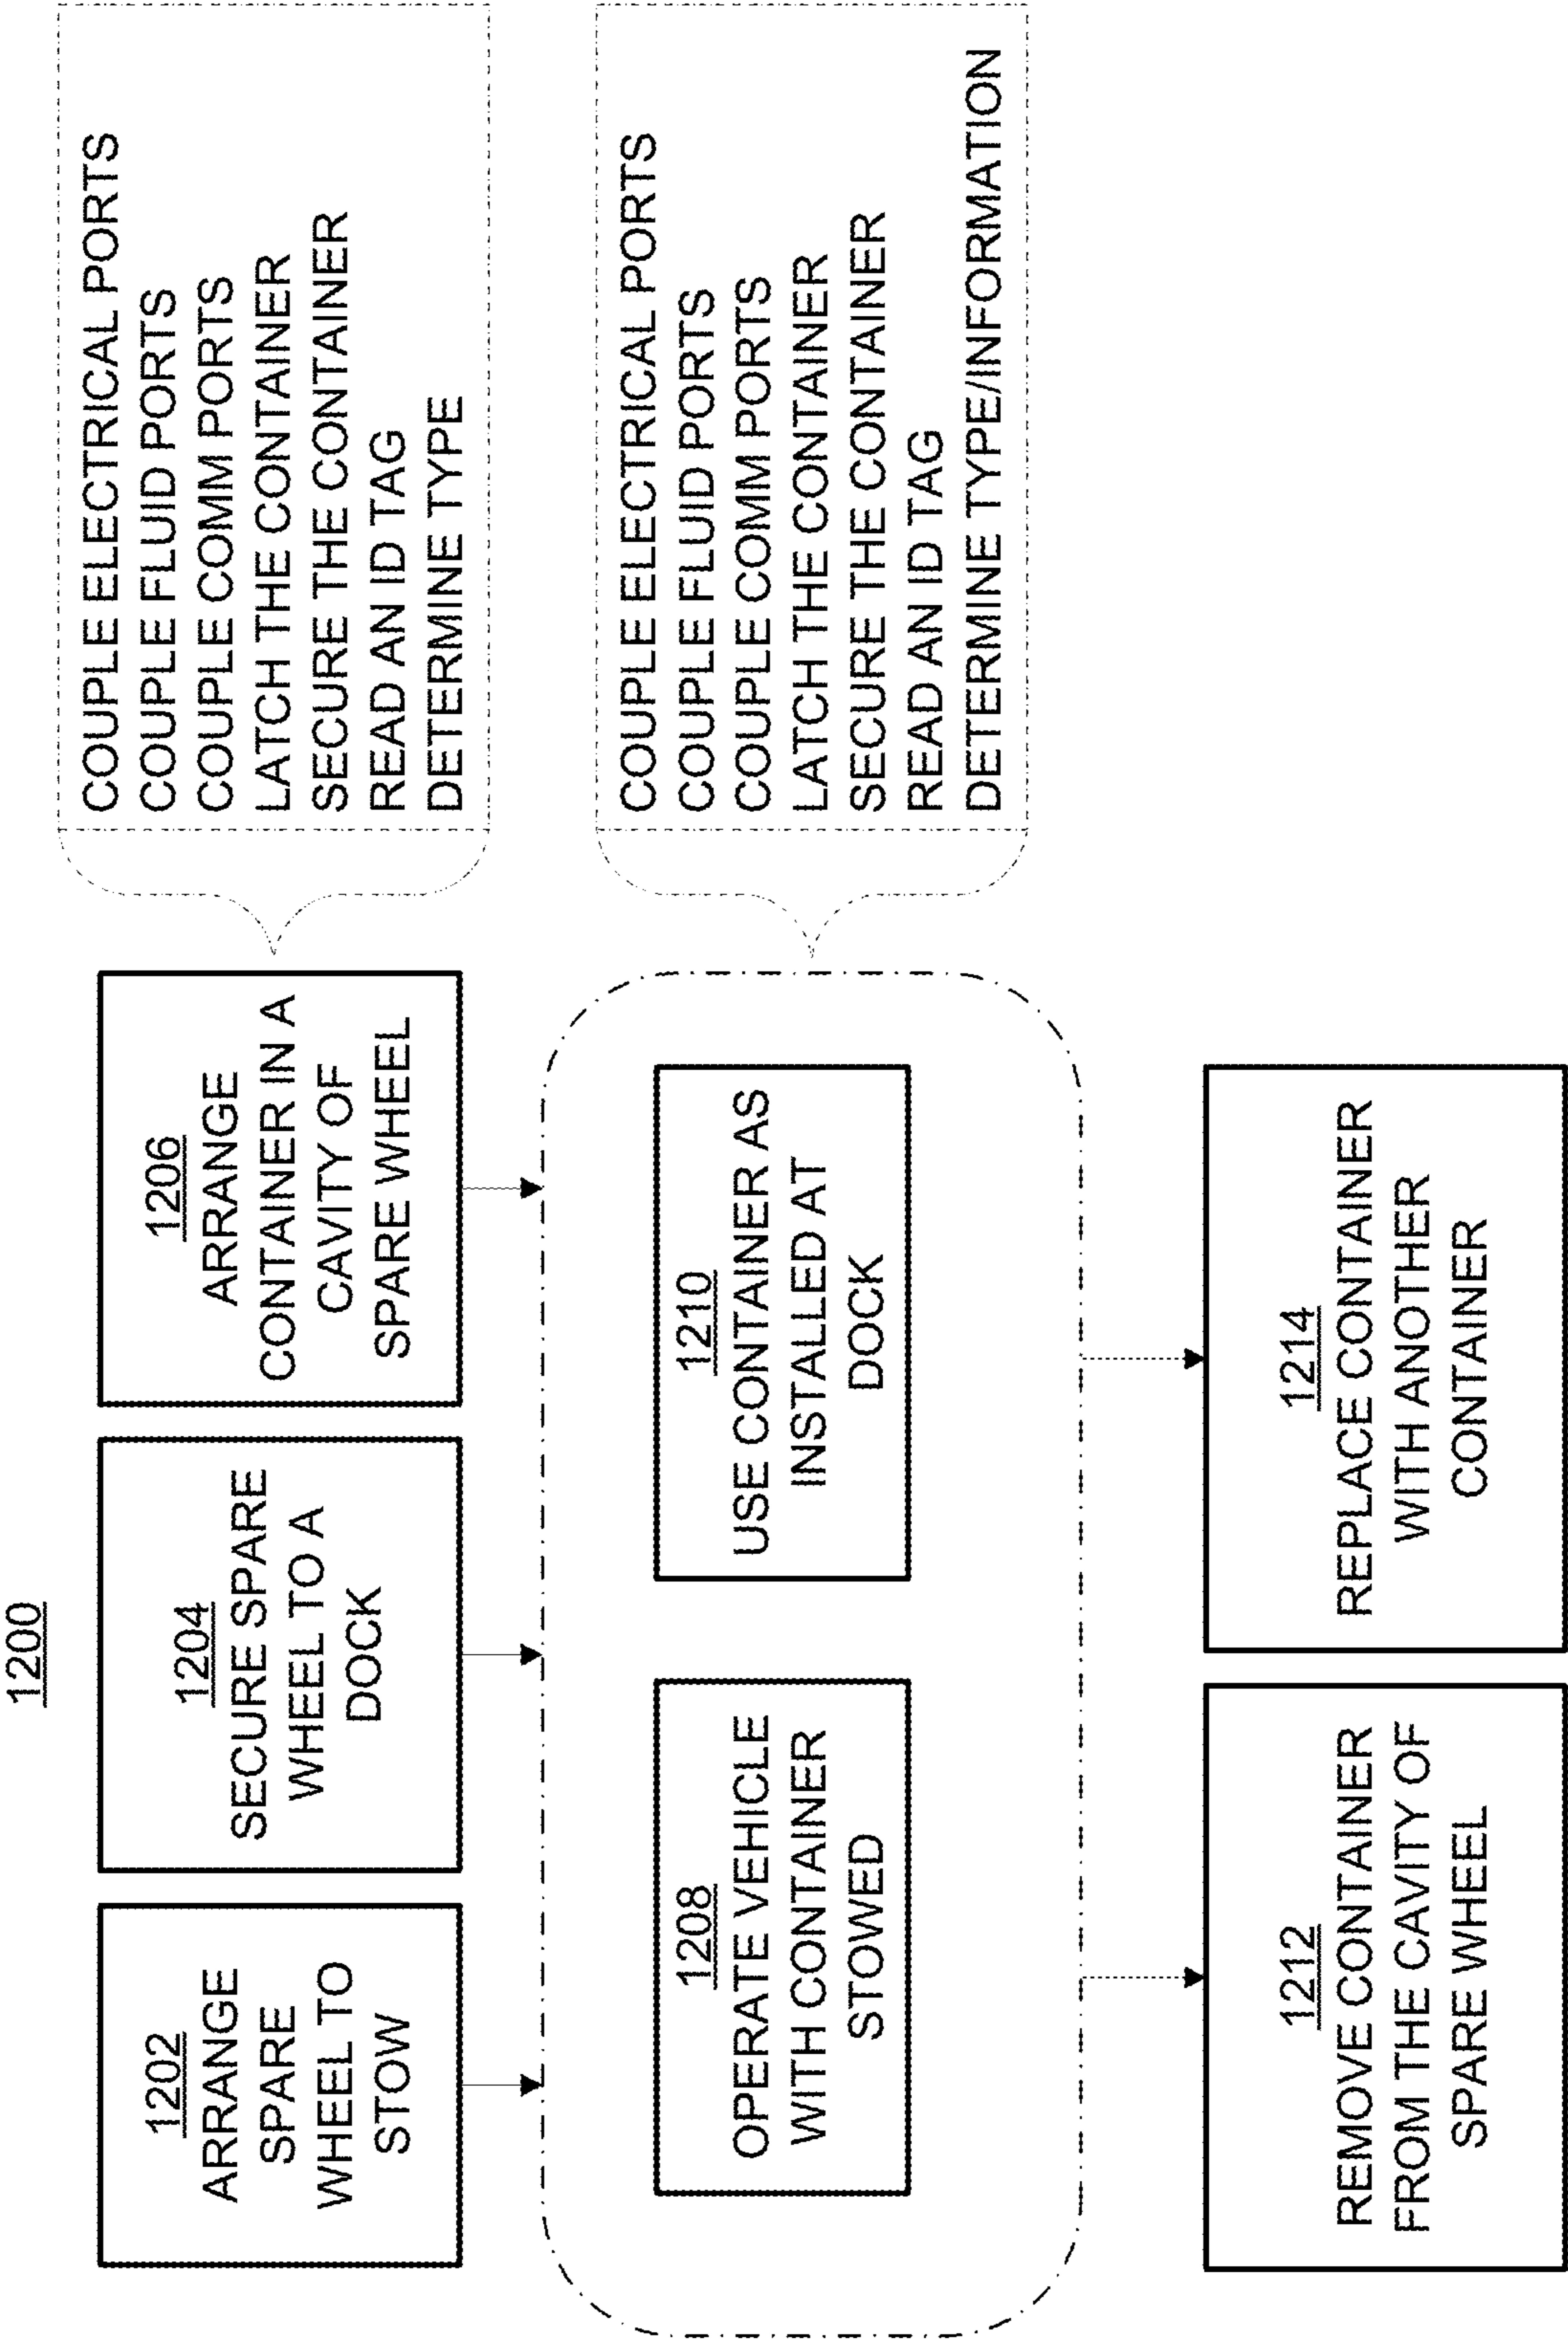 1200
1202
ARRANGE
SPARE
WHEEL TO
STOW
1204
SECURE SPARE
WHEEL TO A
DOCK
1206
ARRANGE
CONTAINER IN A
CAVITY OF
SPARE WHEEL
COUPLE ELECTRICAL PORTS
COUPLE FLUID PORTS
COUPLE COMM PORTS
LATCH THE CONTAINER
SECURE THE CONTAINER
READ AN ID TAG
DETERMINE TYPE
1208
OPERATE VEHICLE
WITH CONTAINER
STOWED
1210
USE CONTAINER AS
INSTALLED AT
DOCK
COUPLE ELECTRICAL PORTS
COUPLE FLUID PORTS
COUPLE COMM PORTS
LATCH THE CONTAINER
SECURE THE CONTAINER
READ AN ID TAG
DETERMINE TYPE/INFORMATION
1212
REMOVE CONTAINER
FROM THE CAVITY OF
SPARE WHEEL
1214
REPLACE CONTAINER
WITH ANOTHER
CONTAINER